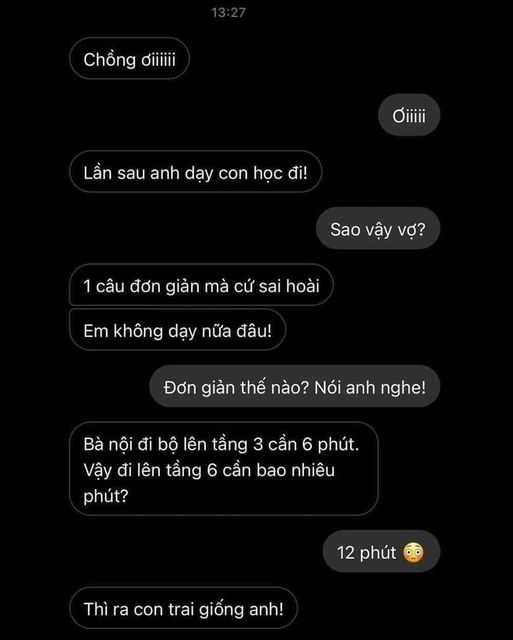 13:27
Chồng ơiiiiii
Ơiiiii
Lần sau anh dạy con học đi!
Sao vậy vợ?
1 câu đơn giản mà cứ sai hoài
Em không dạy nữa đâu!
Đơn giản thế nào? Nói anh nghe!
Bà nội đi bộ lên tầng 3 cần 6 phút.
Vậy đi lên tầng 6 cần bao nhiêu
phút?
12 phút 😳
Thì ra con trai giống anh!